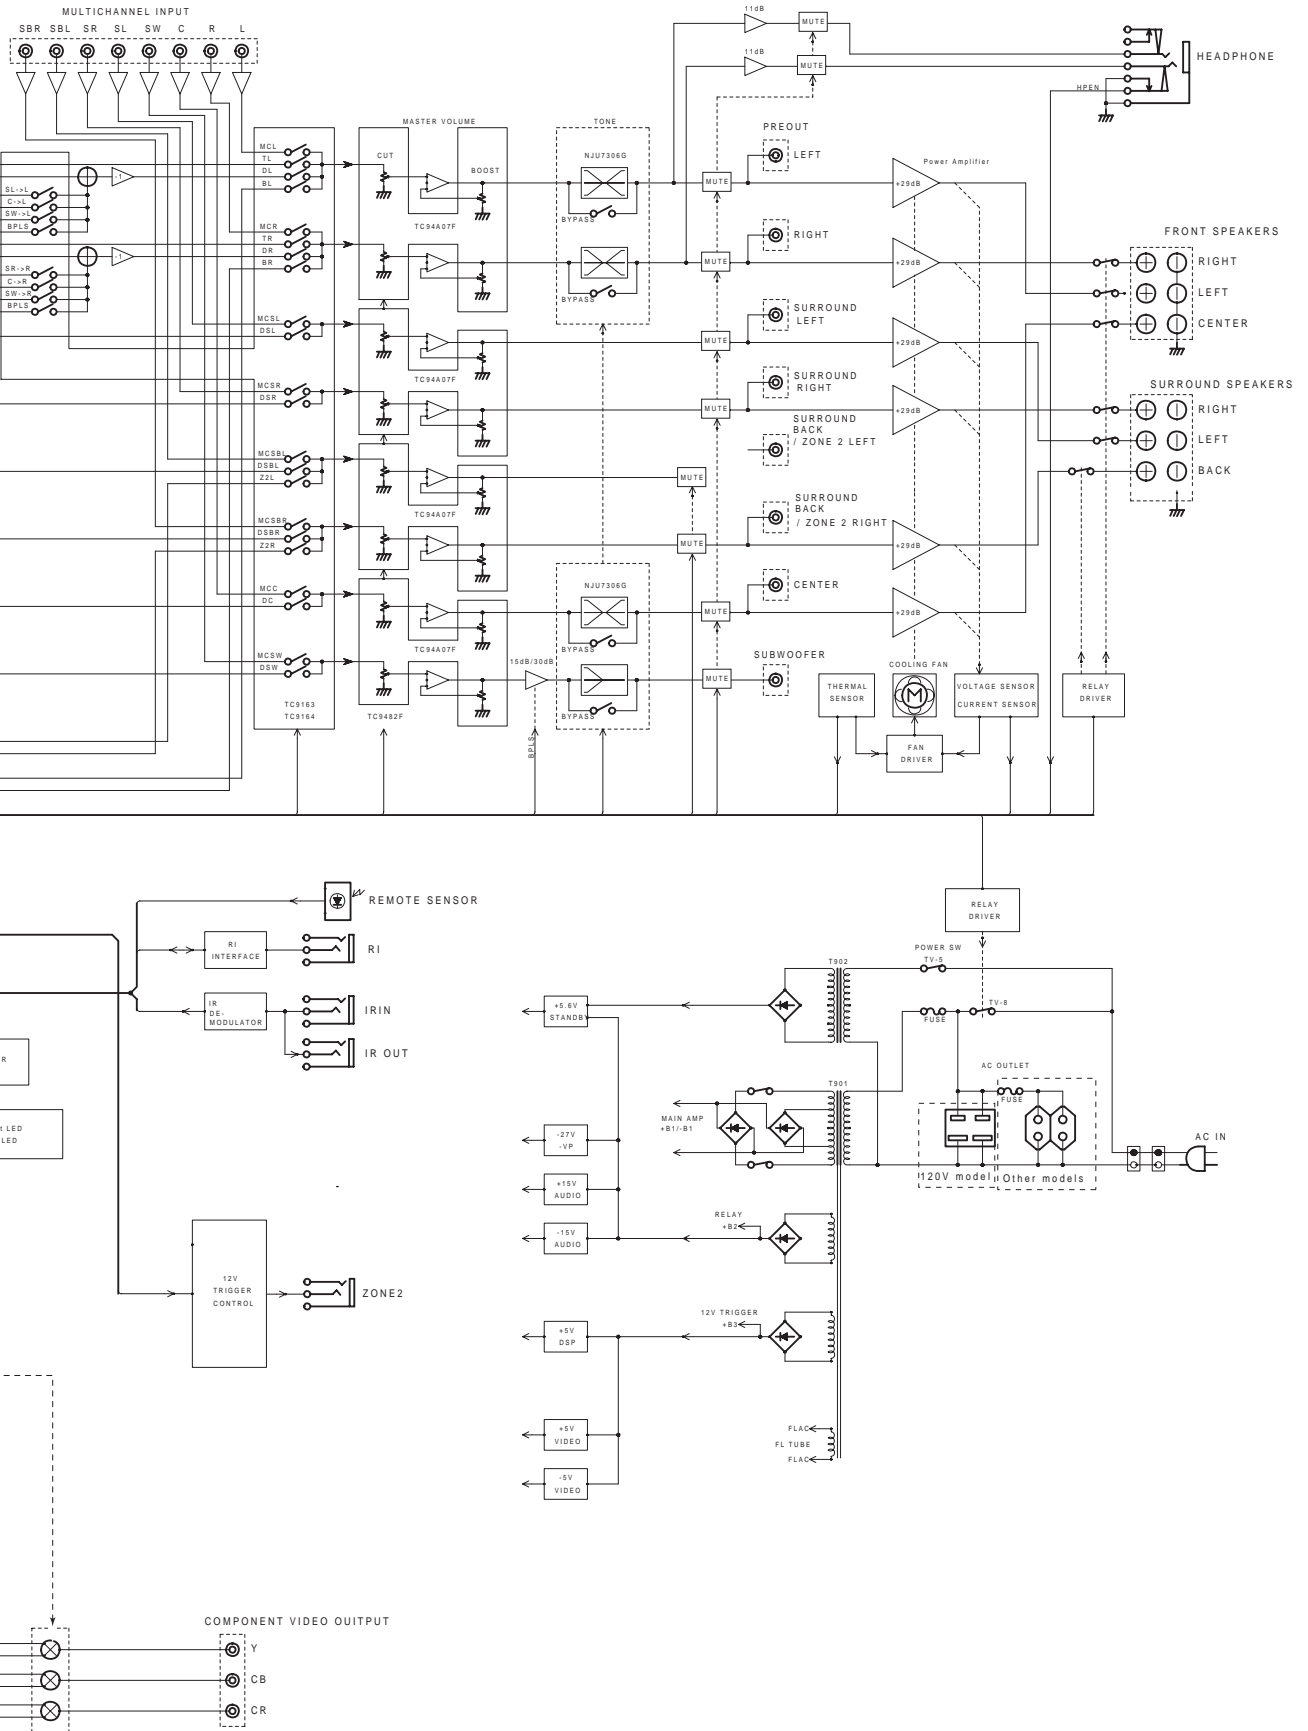 MULTICHANNEL INPUT
SBR SBL SR SL SW C R L
11dB
MUTE
11dB
MUTE
HEADPHONE
HPEN
MASTER VOLUME
TONE
PREOUT
CUT
BOOST
NJU7306G
LEFT
Power Amplifier
MCL
TL
DL
BL
-1
SL->L
C->L
SW->L
BPLS
MUTE
+29dB
BYPASS
TC94A07F
RIGHT
FRONT SPEAKERS
MCR
TR
DR
BR
-1
SR->R
C->R
SW->R
BPLS
MUTE
+29dB
RIGHT
LEFT
CENTER
BYPASS
SURROUND
LEFT
MCSL
DSL
MUTE
+29dB
TC94A07F
SURROUND
RIGHT
SURROUND SPEAKERS
MCSR
DSR
MUTE
+29dB
RIGHT
LEFT
BACK
SURROUND
BACK
/ ZONE 2 LEFT
MCSBL
DSBL
Z2L
MUTE
TC94A07F
SURROUND
BACK
/ ZONE 2 RIGHT
MCSBR
DSBR
Z2R
MUTE
+29dB
NJU7306G
CENTER
MCC
DC
MUTE
+29dB
TC94A07F
BYPASS
MCSW
DSW
15dB/30dB
SUBWOOFER
MUTE
BYPASS
BPLS
TC9163
TC9164
TC9482F
COOLING FAN
THERMAL
SENSOR
VOLTAGE SENSOR
CURRENT SENSOR
RELAY
DRIVER
M
FAN
DRIVER
REMOTE SENSOR
RI
INTERFACE
RI
IR
DE-
MODULATOR
IRIN
IR OUT
R
t LED
LED
RELAY
DRIVER
POWER SW
TV-5
T902
+5.6V
STANDBY
TV-8
FUSE
AC OUTLET
FUSE
T901
MAIN AMP
+B1/-B1
120V model
Other models
AC IN
-27V
-VP
+15V
AUDIO
-15V
AUDIO
RELAY
+B2
12V
TRIGGER
CONTROL
ZONE2
12V TRIGGER
+B3
+5V
DSP
+5V
VIDEO
-5V
VIDEO
FLAC
FL TUBE
FLAC
COMPONENT VIDEO OUITPUT
Y
CB
CR